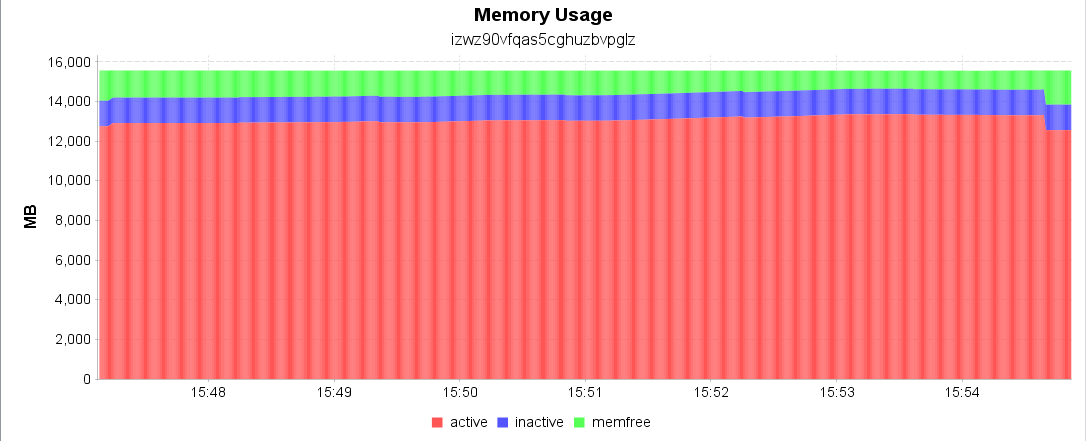 Memory Usage
izwz90vfqas5cghuzbvpglz
16,000
14,000
12,000
10,000
8,000
6,000
4,000
2,000
0
MB
15:48 15:49 15:50 15:51 15:52 15:53 15:54
active inactive memfree